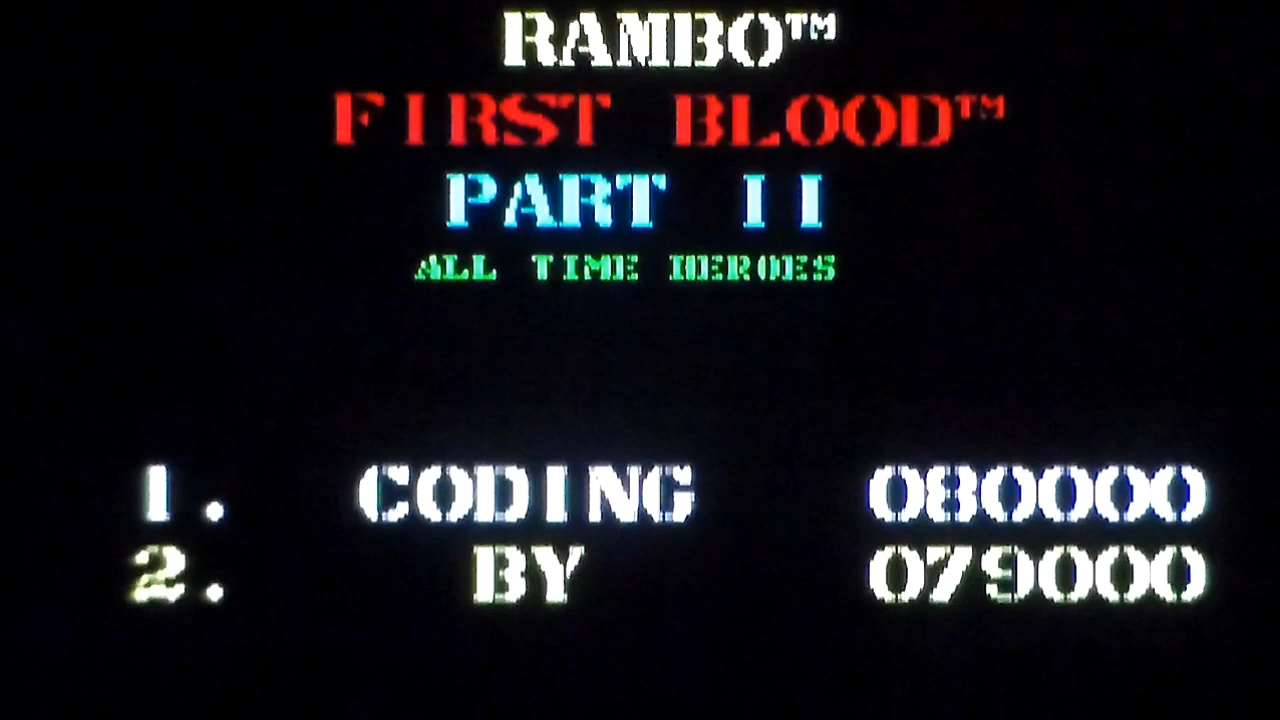 RAMBO™
FIRST BLOOD™
PART II
ALL TIME HEROES
1. CODING 080000
2. BY 079000